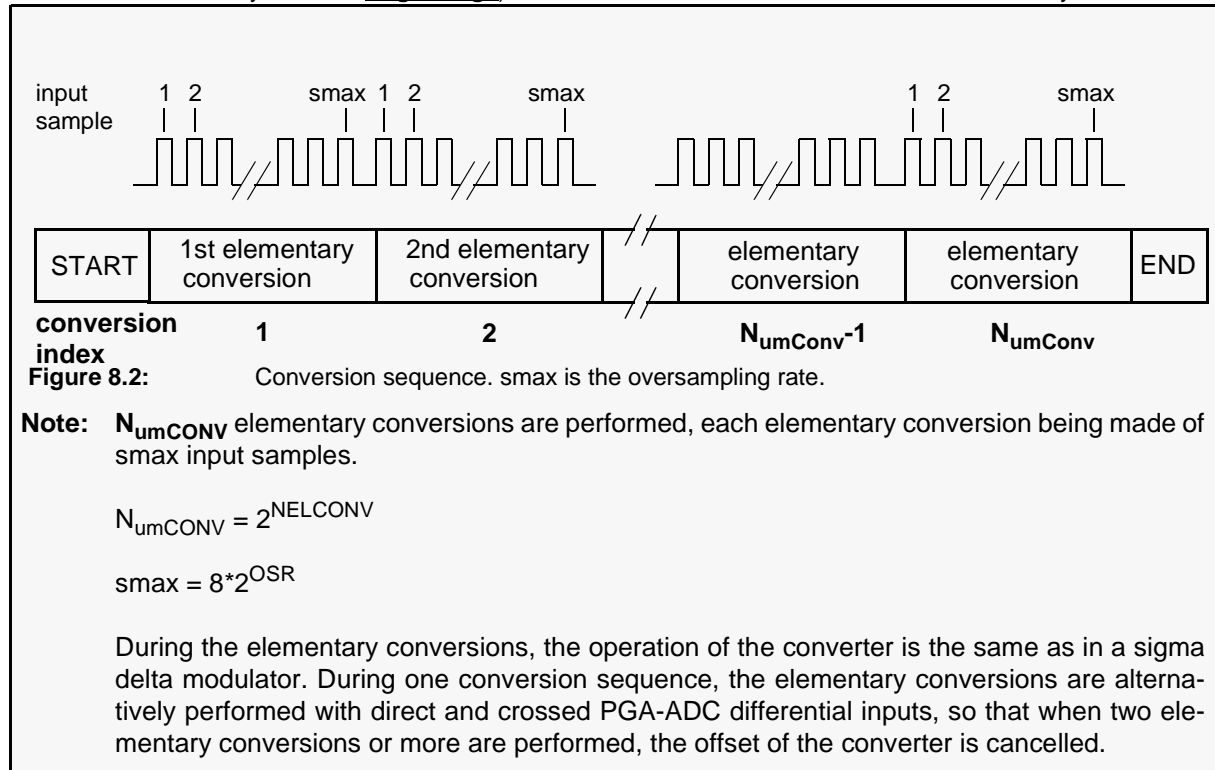 input 1 2 smax 1 2 smax 1 2 smax
sample
START 1st elementary conversion 2nd elementary conversion elementary conversion elementary conversion END
conversion index 1 2 NumConv-1 NumConv
Figure 8.2: Conversion sequence. smax is the oversampling rate.
Note: NumCONV elementary conversions are performed, each elementary conversion being made of
smax input samples.
NumCONV = 2^NELCONV
smax = 8*2^OSR
During the elementary conversions, the operation of the converter is the same as in a sigma
delta modulator. During one conversion sequence, the elementary conversions are alterna-
tively performed with direct and crossed PGA-ADC differential inputs, so that when two ele-
mentary conversions or more are performed, the offset of the converter is cancelled.